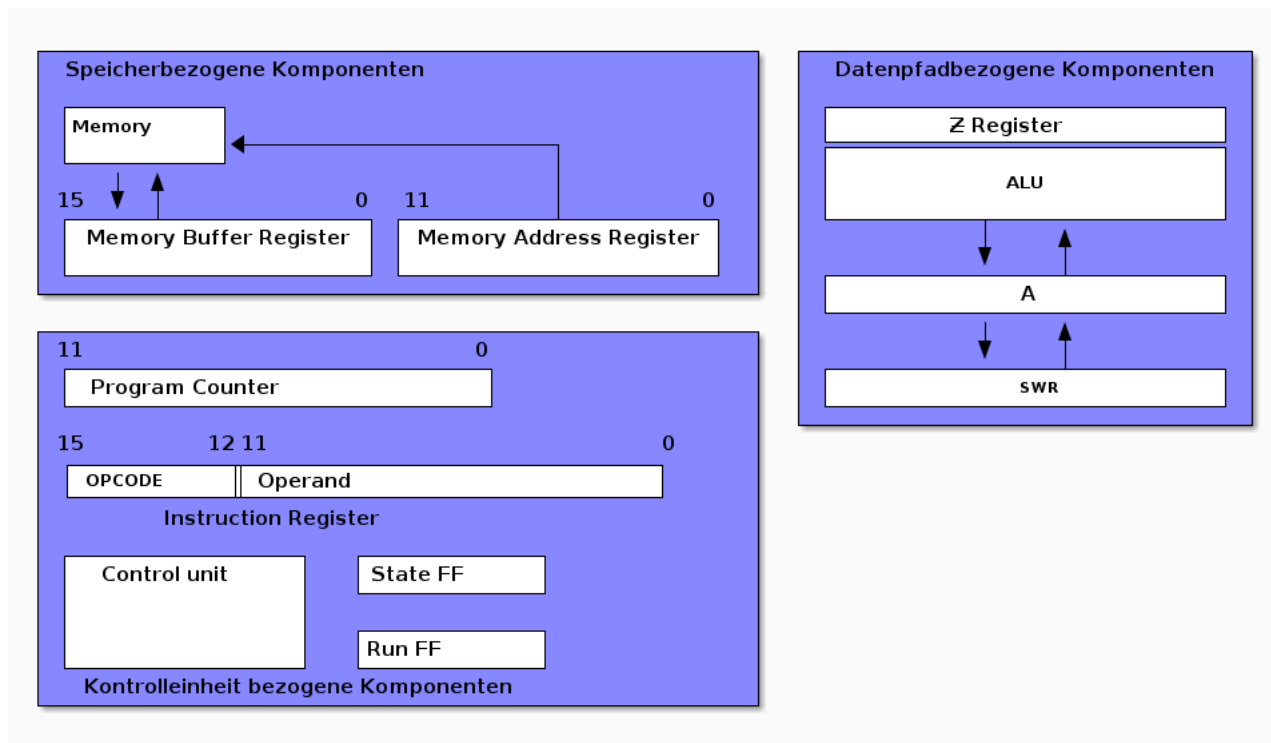 Speicherbezogene Komponenten
Memory
15 0 11 0
Memory Buffer Register Memory Address Register
11 0
Program Counter
15 12 11 0
OPCODE Operand
Instruction Register
Control unit State FF
Run FF
Kontrolleinheit bezogene Komponenten
Datenpfadbezogene Komponenten
Ƶ Register
ALU
A
SWR